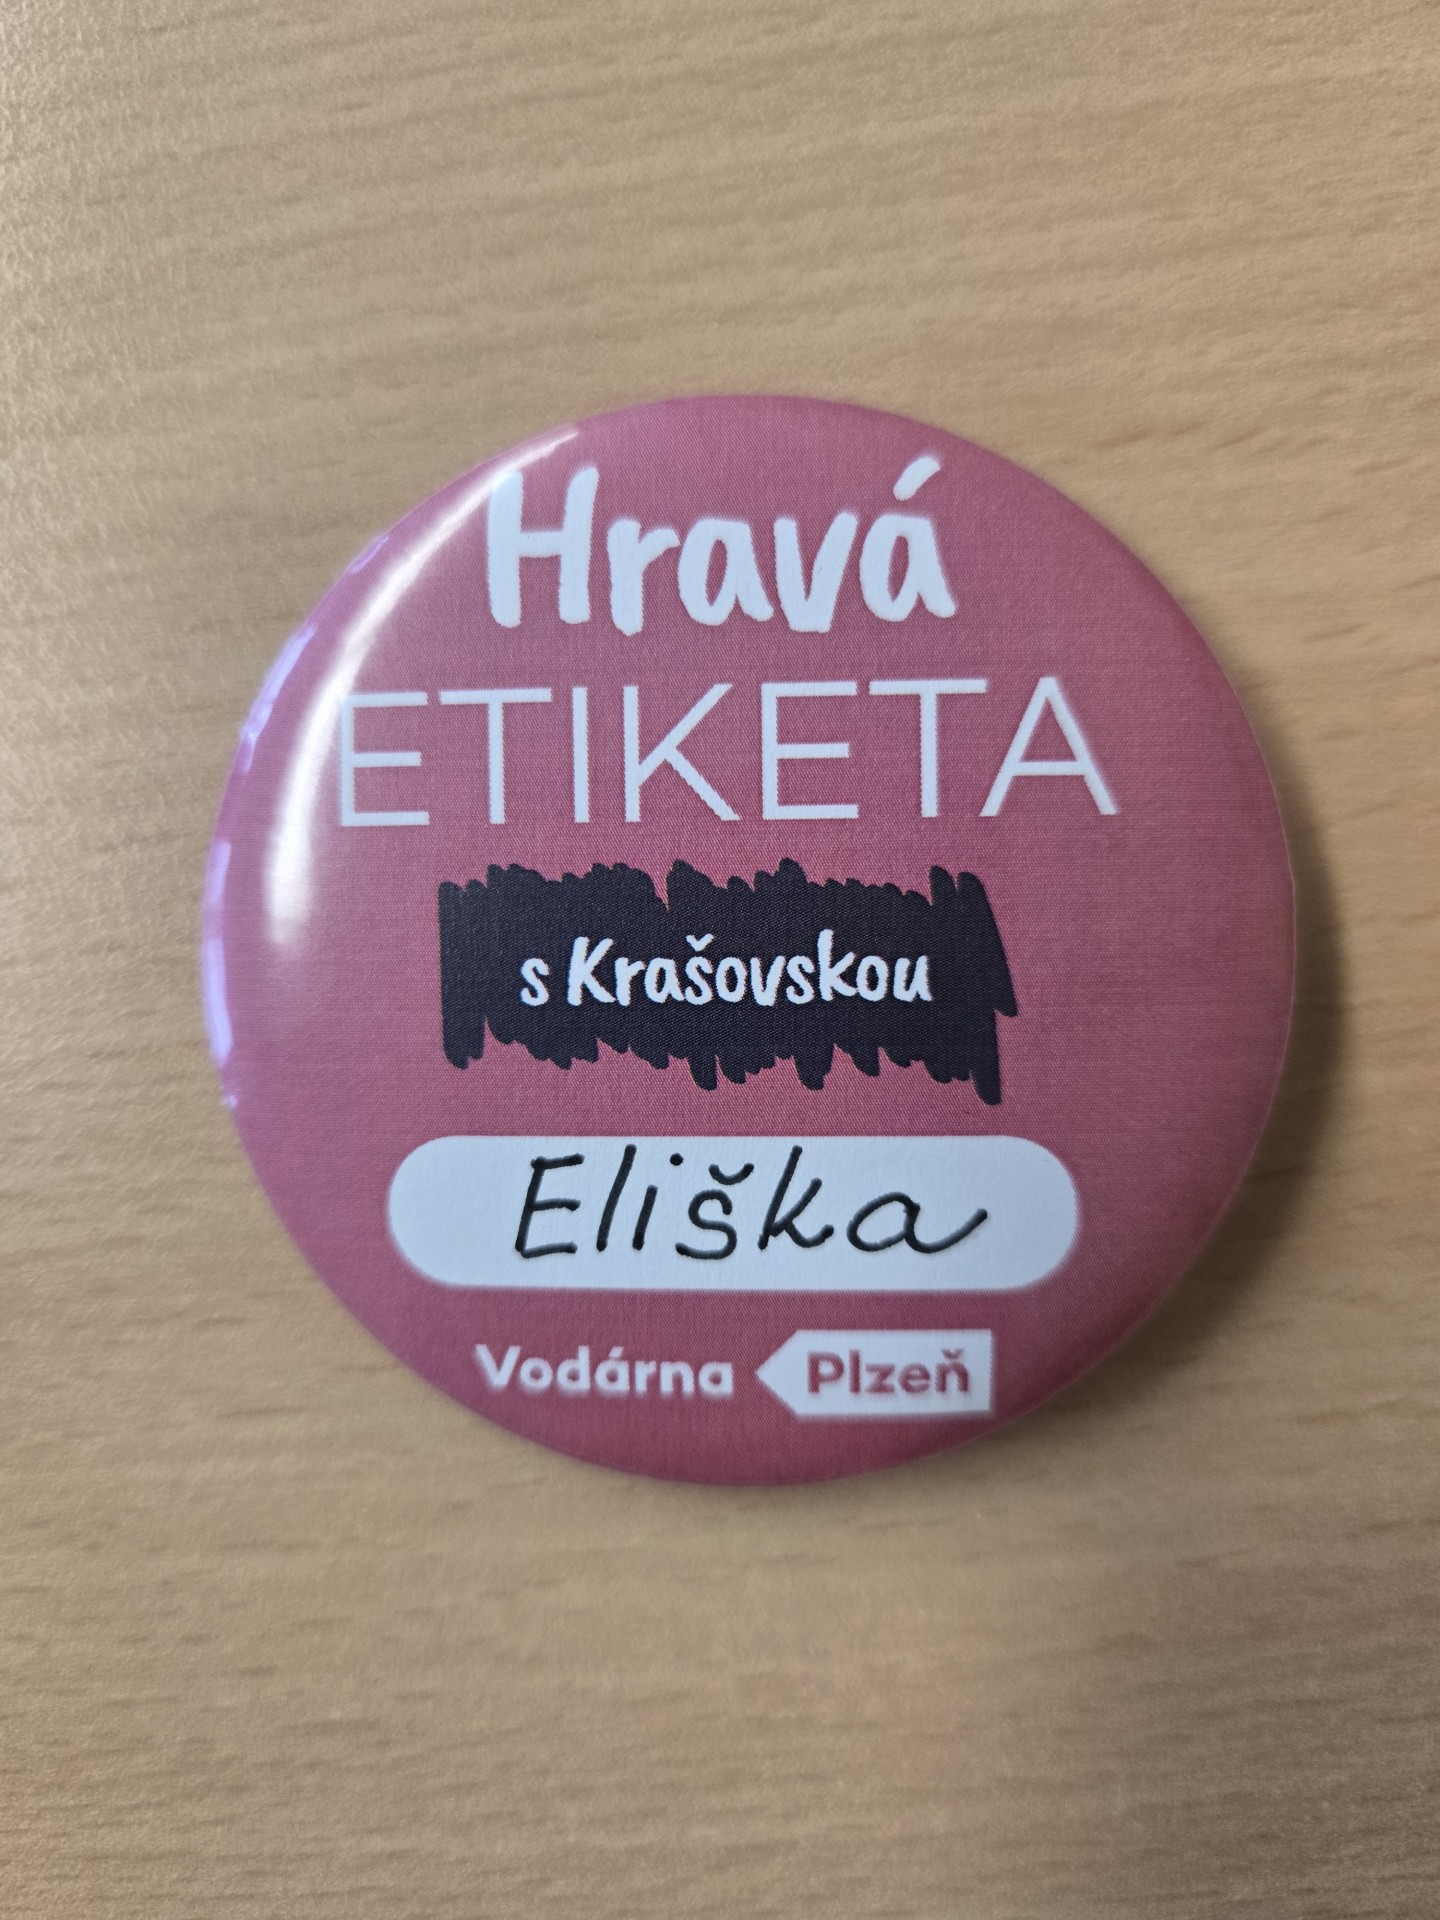 Hravá
ETIKETA
s Krašovskou
Eliška
Vodárna Plzeň